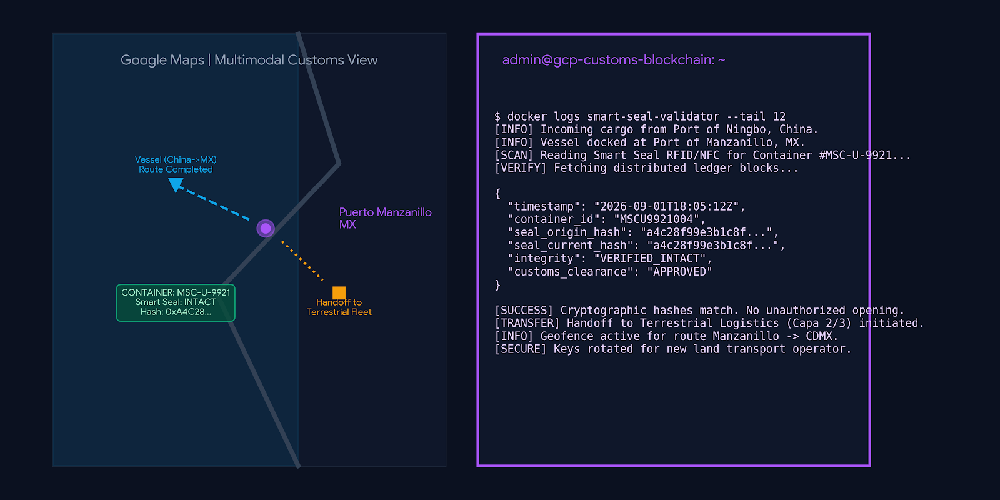 Google Maps | Multimodal Customs View
Vessel (China->MX)
Route Completed
Puerto Manzanillo
MX
CONTAINER: MSC-U-9921
Smart Seal: INTACT
Hash: 0xA4C28...
Handoff to
Terrestrial Fleet
admin@gcp-customs-blockchain: ~
$ docker logs smart-seal-validator --tail 12
[INFO] Incoming cargo from Port of Ningbo, China.
[INFO] Vessel docked at Port of Manzanillo, MX.
[SCAN] Reading Smart Seal RFID/NFC for Container #MSC-U-9921...
[VERIFY] Fetching distributed ledger blocks...
{
  "timestamp": "2026-09-01T18:05:12Z",
  "container_id": "MSCU9921004",
  "seal_origin_hash": "a4c28f99e3b1c8f...",
  "seal_current_hash": "a4c28f99e3b1c8f...",
  "integrity": "VERIFIED_INTACT",
  "customs_clearance": "APPROVED"
}
[SUCCESS] Cryptographic hashes match. No unauthorized opening.
[TRANSFER] Handoff to Terrestrial Logistics (Capa 2/3) initiated.
[INFO] Geofence active for route Manzanillo -> CDMX.
[SECURE] Keys rotated for new land transport operator.